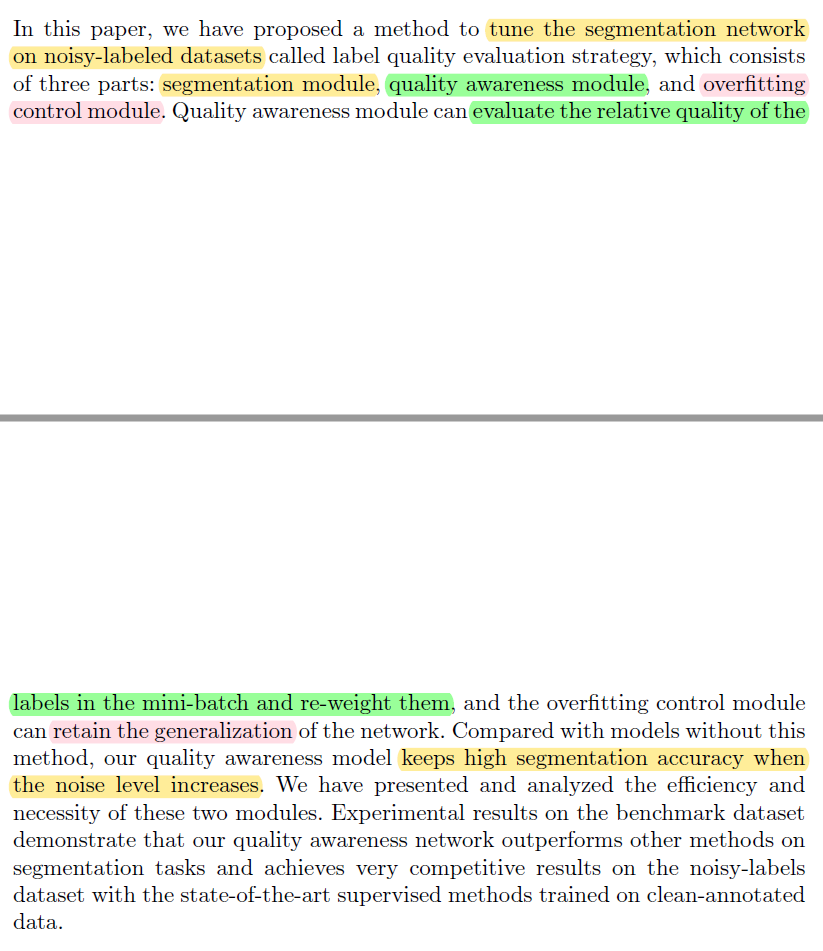 In this paper, we have proposed a method to tune the segmentation network
on noisy-labeled datasets called label quality evaluation strategy, which consists
of three parts: segmentation module, quality awareness module, and overfitting
control module. Quality awareness module can evaluate the relative quality of the
labels in the mini-batch and re-weight them, and the overfitting control module
can retain the generalization of the network. Compared with models without this
method, our quality awareness model keeps high segmentation accuracy when
the noise level increases. We have presented and analyzed the efficiency and
necessity of these two modules. Experimental results on the benchmark dataset
demonstrate that our quality awareness network outperforms other methods on
segmentation tasks and achieves very competitive results on the noisy-labels
dataset with the state-of-the-art supervised methods trained on clean-annotated
data.